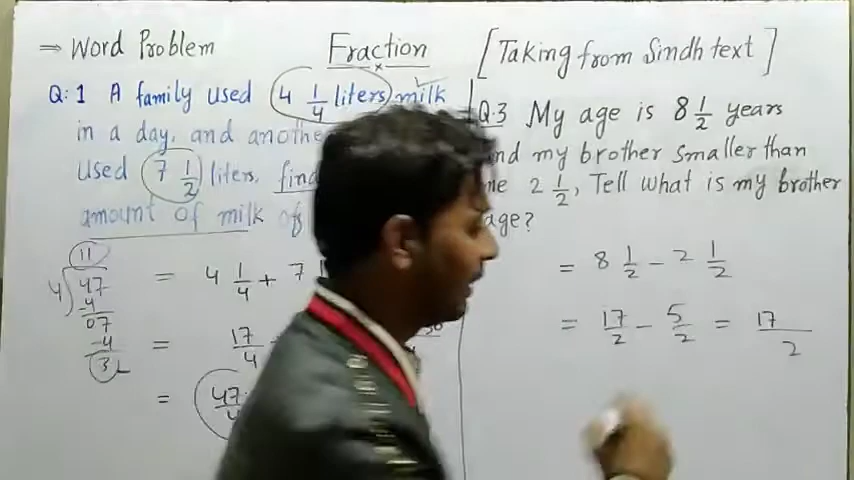 ⇒ Word Problem
Fraction
×
[Taking from Sindh text]
Q:1 A family used 4 1/4 liters milk
in a day, and anothe
used 7 1/2 liters, find
amount of milk of
11
4)47
-4
07
-4
3
= 4 1/4 + 7 1
= 17/4
= 47/4
Q.3 My age is 8 1/2 years
and my brother smaller than
me 2 1/2, Tell what is my brother
age?
= 8 1/2 - 2 1/2
= 17/2 - 5/2 = 17 /2